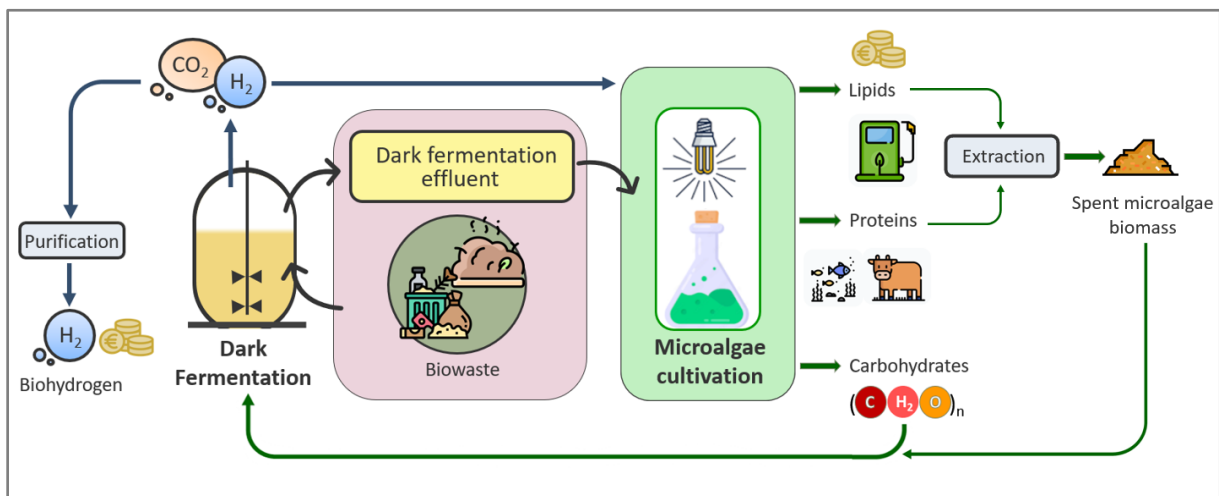 CO2
H2
Lipids
Dark fermentation
effluent
Extraction
Purification
Proteins
Spent microalgae
biomass
H2
Biohydrogen
Dark
Fermentation
Biowaste
Microalgae
cultivation
Carbohydrates
(C H2 O)n